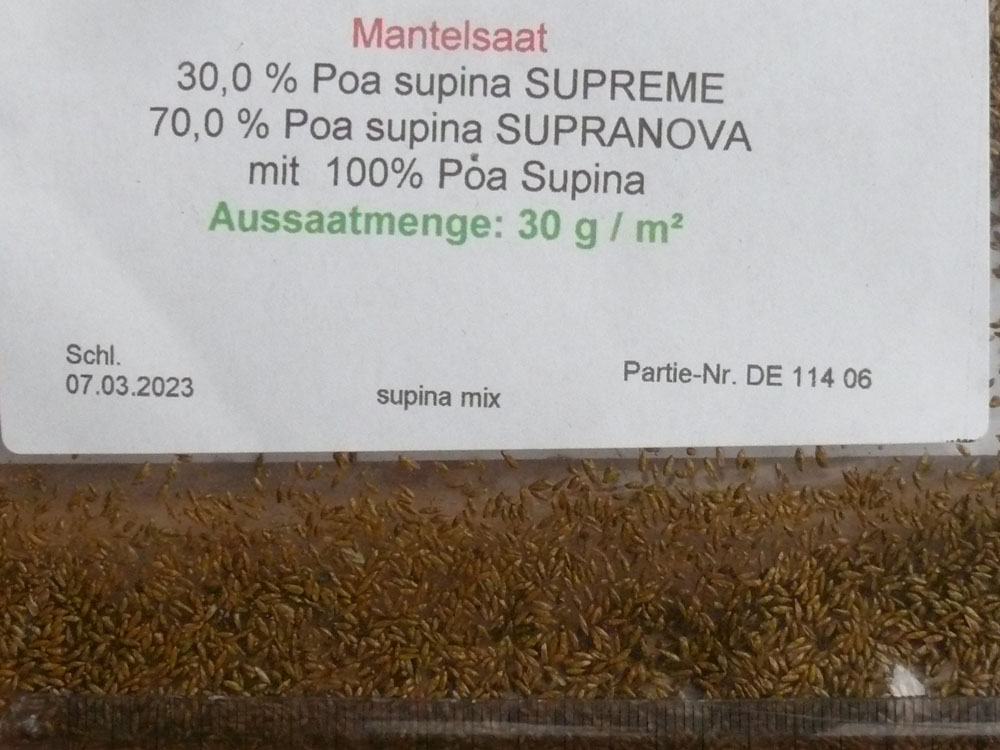 Mantelsaat
30,0 % Poa supina SUPREME
70,0 % Poa supina SUPRANOVA
mit 100% Poa Supina
Aussaatmenge: 30 g / m²
Schl.
07.03.2023
supina mix
Partie-Nr. DE 114 06